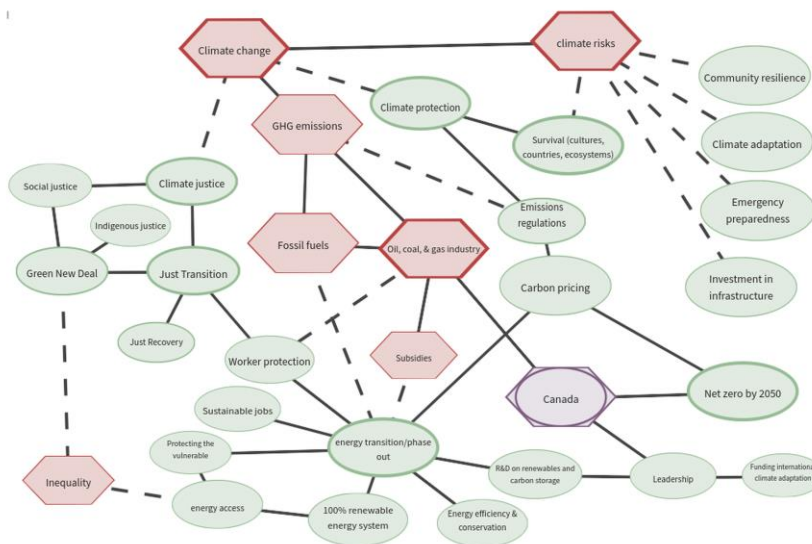 Climate change
climate risks
Community resilience
Climate protection
GHG emissions
Survival (cultures,
countries, ecosystems)
Climate adaptation
Social justice
Climate justice
Emissions
regulations
Emergency
preparedness
Indigenous justice
Fossil fuels
Oil, coal, & gas industry
Green New Deal
Just Transition
Carbon pricing
Investment in
infrastructure
Just Recovery
Worker protection
Subsidies
Canada
Net zero by 2050
Sustainable jobs
Protecting the
vulnerable
energy transition/phase
out
Inequality
R&D on renewables and
carbon storage
Leadership
Funding internationa
climate adaptation
energy access
100% renewable
energy system
Energy efficiency &
conservation